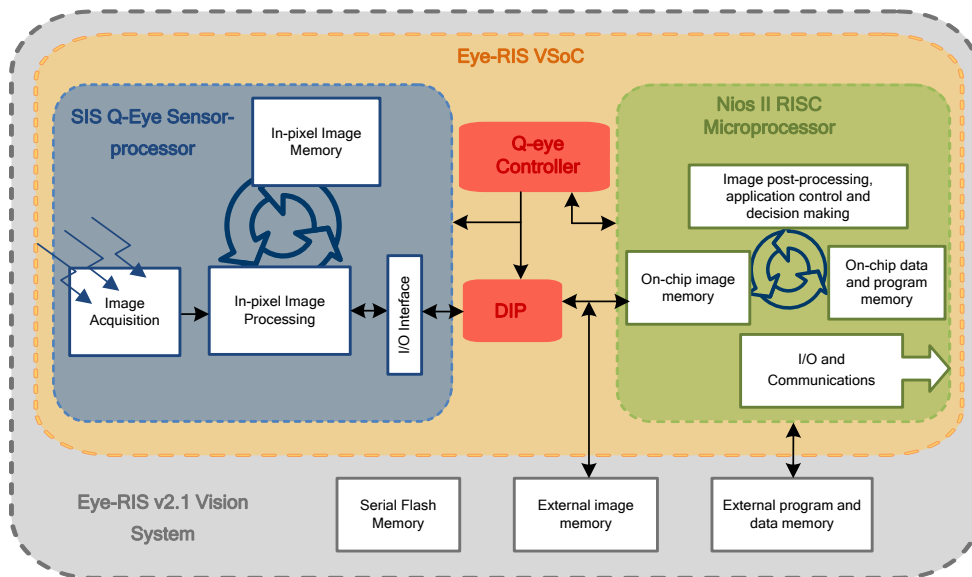 Eye-RIS VSoC
SIS Q-Eye Sensor-
processor
In-pixel Image
Memory
Image
Acquisition
In-pixel Image
Processing
I/O Interface
Q-eye
Controller
DIP
Nios II RISC
Microprocessor
Image post-processing,
application control and
decision making
On-chip image
memory
On-chip data
and program
memory
I/O and
Communications
Eye-RIS v2.1 Vision
System
Serial Flash
Memory
External image
memory
External program and
data memory